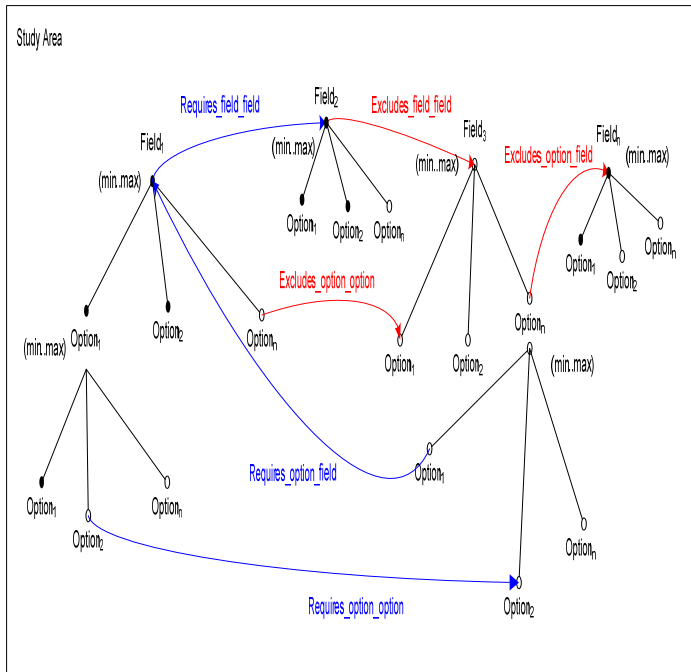 Study Area
Requires_field_field
Field2
Excludes_field_field
Field1
Field3
Fieldn
(min..max)
(min..max)
(min..max)
(min..max)
Excludes_option_field
(min..max)
Option1
Option2
Optionn
Option1
Option2
Optionn
Excludes_option_option
Option1
Option2
Optionn
Option1
Option2
Optionn
(min..max)
(min..max)
Requires_option_field
Option1
Option1
Option2
Optionn
Optionn
Requires_option_option
Option2